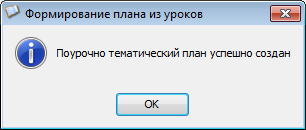 Формирование плана из уроков
Поурочно тематический план успешно создан
OK